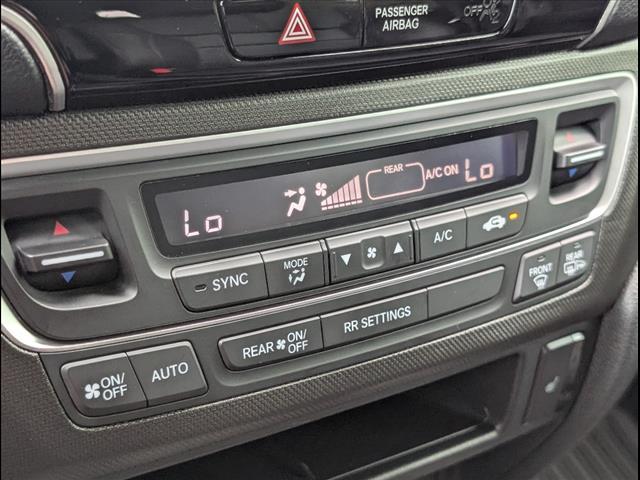 PASSENGER
AIRBAG
OFF
2
REAR
A/C ON
Lo
Lo
SYNC
MODE
A/C
FRONT
REAR
REAR ON/OFF
RR SETTINGS
ON/
OFF
AUTO